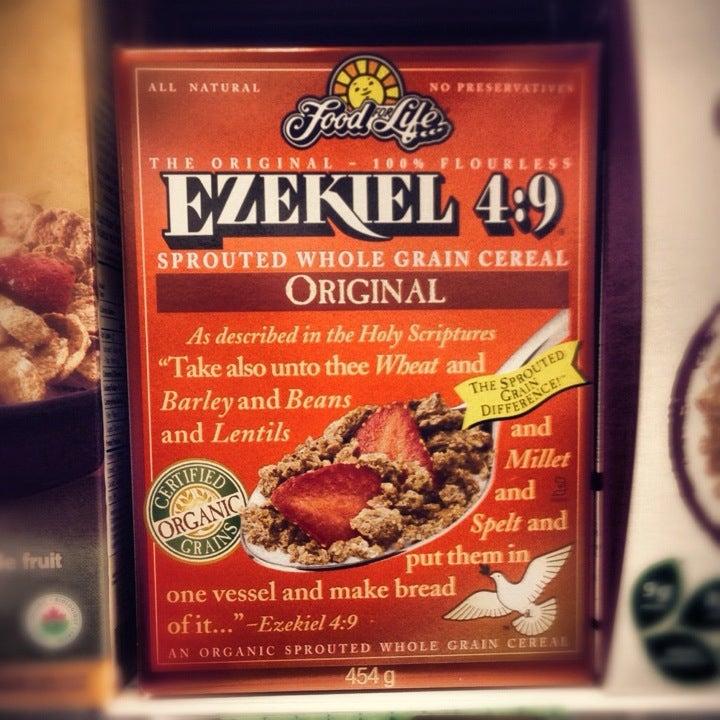 ALL NATURAL
NO PRESERVATIVES
Food For Life
THE ORIGINAL - 100% FLOURLESS
EZEKIEL 4:9
SPROUTED WHOLE GRAIN CEREAL
ORIGINAL
As described in the Holy Scriptures
“Take also unto thee Wheat and
Barley and Beans
and Lentils
THE SPROUTED
GRAIN
DIFFERENCE!™
and
Millet
and
Spelt and
put them in
one vessel and make bread
of it...” –Ezekiel 4:9
CERTIFIED
ORGANIC
GRAINS
AN ORGANIC SPROUTED WHOLE GRAIN CEREAL
454 g
fruit
9g